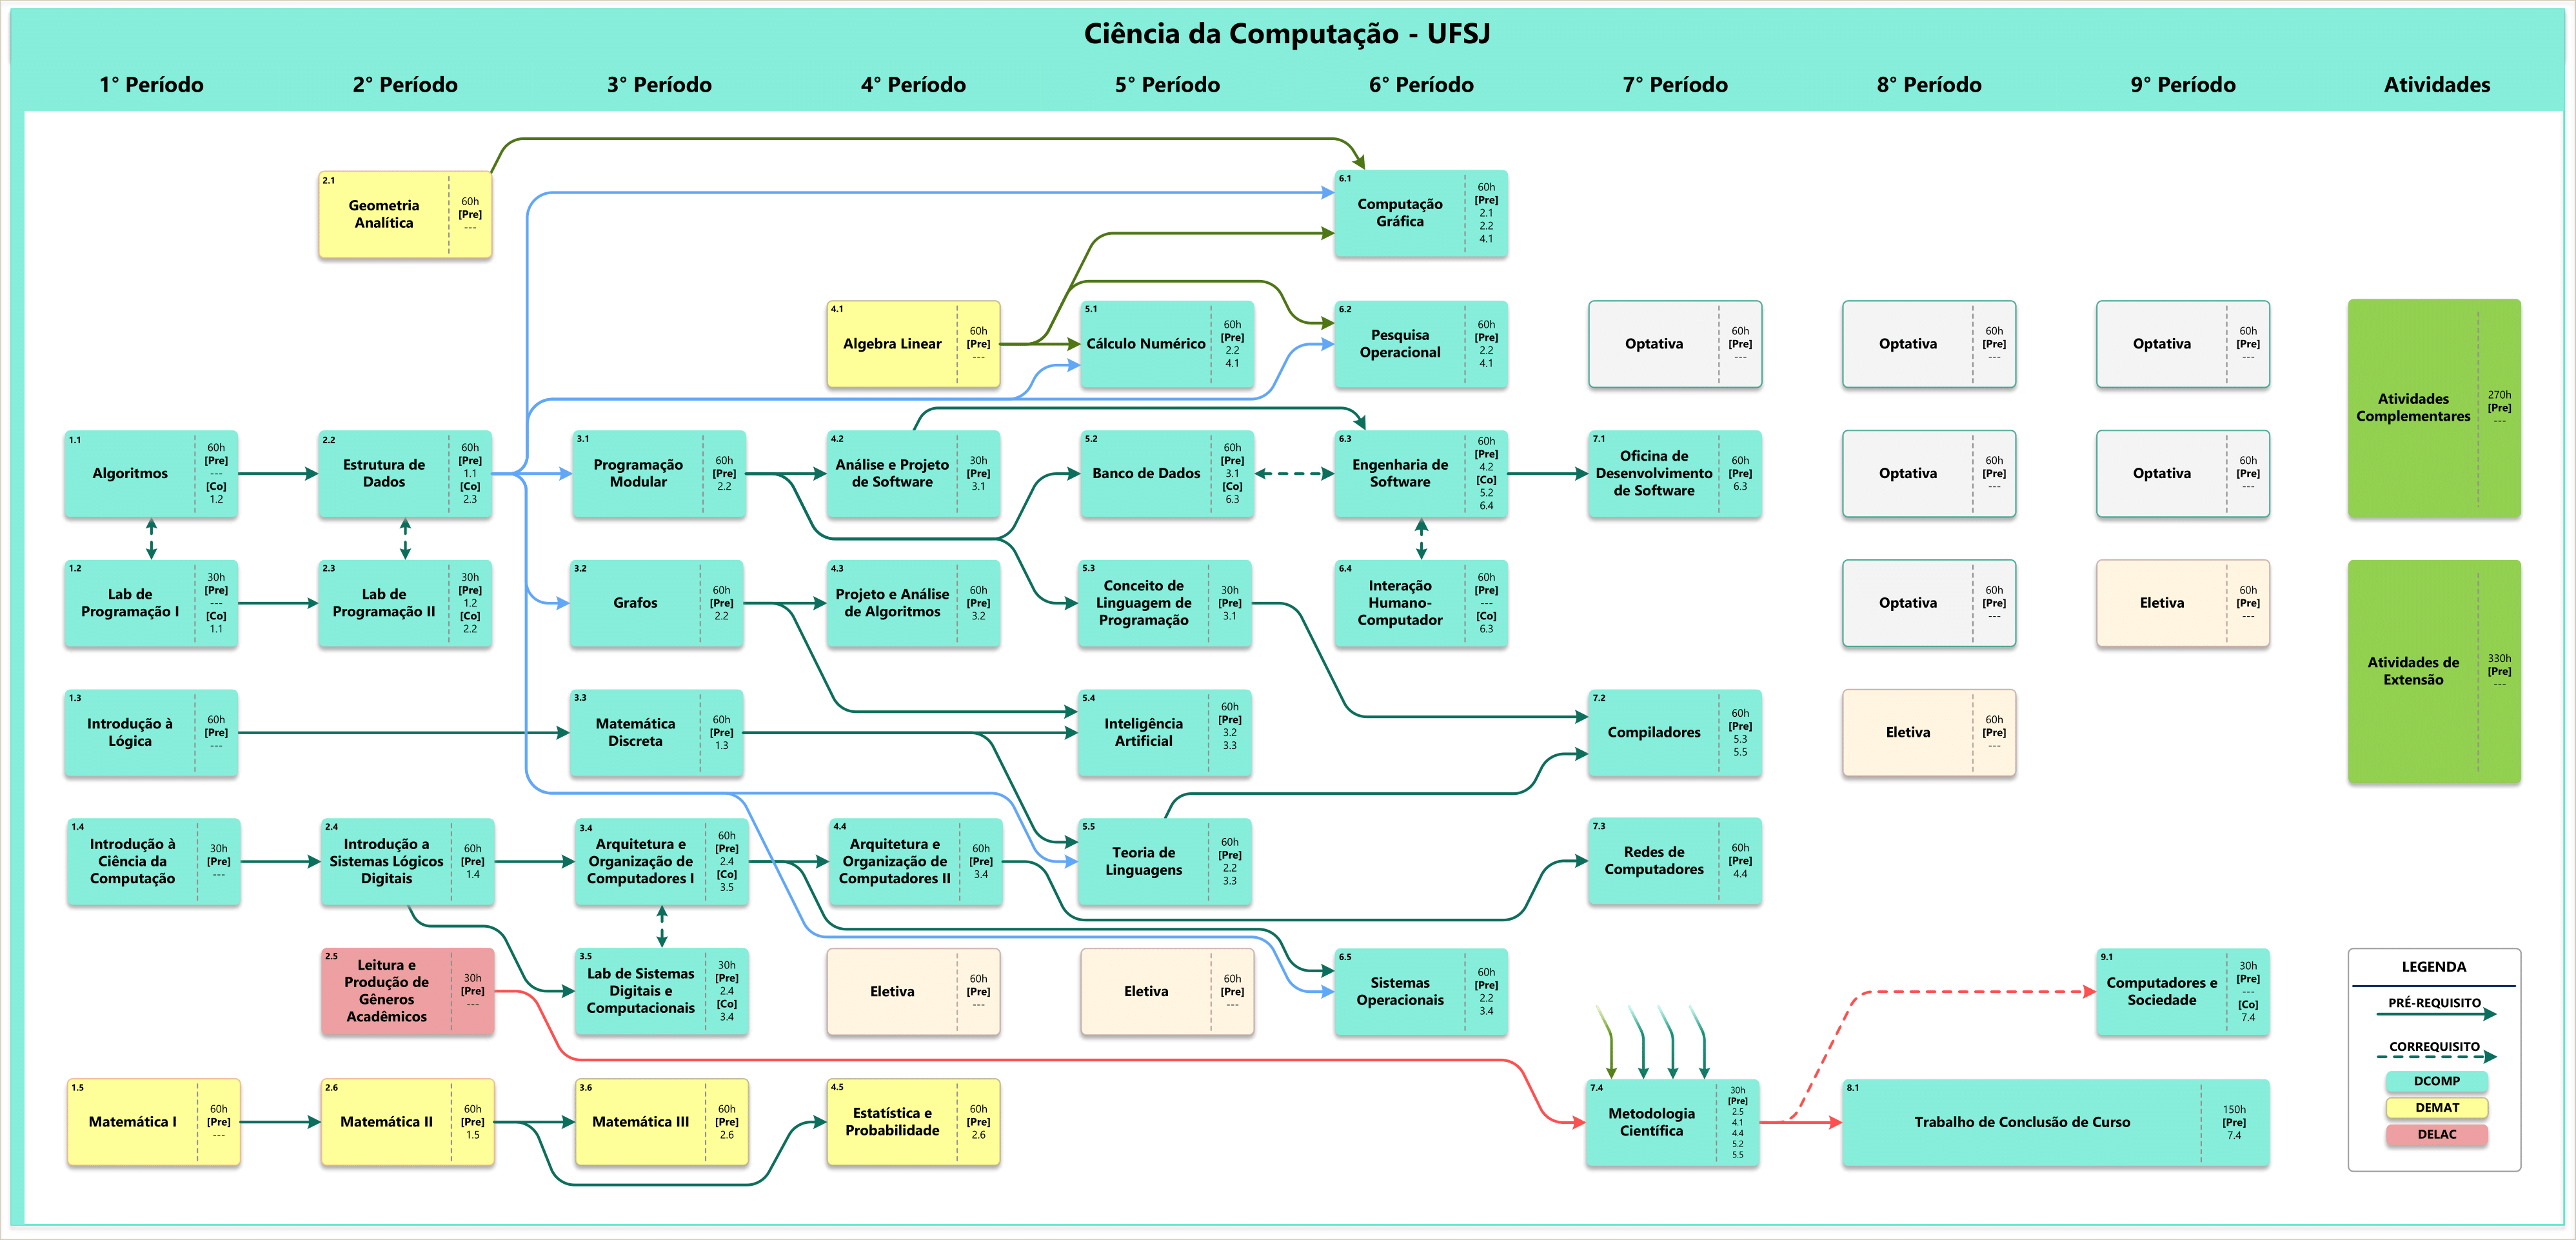 Ciência da Computação - UFSJ
1° Período
2° Período
3° Período
4° Período
5° Período
6° Período
7° Período
8° Período
9° Período
Atividades
2.1
Geometria
Analítica
60h
[Pre]
---
6.1
Computação
Gráfica
60h
[Pre]
2.1
2.2
4.1
4.1
Algebra Linear
60h
[Pre]
---
5.1
Cálculo Numérico
60h
[Pre]
2.2
4.1
6.2
Pesquisa
Operacional
60h
[Pre]
2.2
4.1
Optativa
60h
[Pre]
---
Optativa
60h
[Pre]
---
Optativa
60h
[Pre]
---
Atividades
Complementares
270h
[Pre]
---
1.1
Algoritmos
60h
[Pre]
---
[Co]
1.2
2.2
Estrutura de
Dados
60h
[Pre]
1.1
[Co]
2.3
3.1
Programação
Modular
60h
[Pre]
2.2
4.2
Análise e Projeto
de Software
30h
[Pre]
3.1
5.2
Banco de Dados
60h
[Pre]
3.1
[Co]
6.3
6.3
Engenharia de
Software
60h
[Pre]
4.2
[Co]
5.2
6.4
7.1
Oficina de
Desenvolvimento
de Software
60h
[Pre]
6.3
Optativa
60h
[Pre]
---
Optativa
60h
[Pre]
---
1.2
Lab de
Programação I
30h
[Pre]
---
[Co]
1.1
2.3
Lab de
Programação II
30h
[Pre]
1.2
[Co]
2.2
3.2
Grafos
60h
[Pre]
2.2
4.3
Projeto e Análise
de Algoritmos
60h
[Pre]
3.2
5.3
Conceito de
Linguagem de
Programação
30h
[Pre]
3.1
6.4
Interação
Humano-
Computador
60h
[Pre]
---
[Co]
6.3
Optativa
60h
[Pre]
---
Eletiva
60h
[Pre]
---
Atividades de
Extensão
330h
[Pre]
---
1.3
Introdução à
Lógica
60h
[Pre]
---
3.3
Matemática
Discreta
60h
[Pre]
1.3
5.4
Inteligência
Artificial
60h
[Pre]
3.2
3.3
7.2
Compiladores
60h
[Pre]
5.3
5.5
Eletiva
60h
[Pre]
---
1.4
Introdução à
Ciência da
Computação
30h
[Pre]
---
2.4
Introdução a
Sistemas Lógicos
Digitais
60h
[Pre]
1.4
3.4
Arquitetura e
Organização de
Computadores I
60h
[Pre]
2.4
[Co]
3.5
4.4
Arquitetura e
Organização de
Computadores II
60h
[Pre]
3.4
5.5
Teoria de
Linguagens
60h
[Pre]
2.2
3.3
7.3
Redes de
Computadores
60h
[Pre]
4.4
2.5
Leitura e
Produção de
Gêneros
Acadêmicos
30h
[Pre]
---
3.5
Lab de Sistemas
Digitais e
Computacionais
30h
[Pre]
2.4
[Co]
3.4
Eletiva
60h
[Pre]
---
Eletiva
60h
[Pre]
---
6.5
Sistemas
Operacionais
60h
[Pre]
2.2
3.4
9.1
Computadores e
Sociedade
30h
[Pre]
---
[Co]
7.4
LEGENDA
PRÉ-REQUISITO
CORREQUISITO
DCOMP
DEMAT
DELAC
1.5
Matemática I
60h
[Pre]
---
2.6
Matemática II
60h
[Pre]
1.5
3.6
Matemática III
60h
[Pre]
2.6
4.5
Estatística e
Probabilidade
60h
[Pre]
2.6
7.4
Metodologia
Científica
30h
[Pre]
2.5
4.1
4.4
5.2
5.5
8.1
Trabalho de Conclusão de Curso
150h
[Pre]
7.4